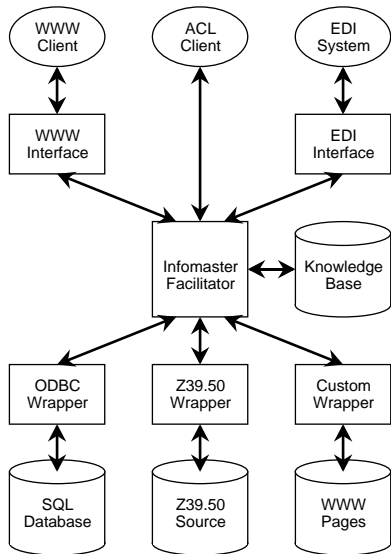 WWW
Client
ACL
Client
EDI
System
WWW
Interface
EDI
Interface
Infomaster
Facilitator
Knowledge
Base
ODBC
Wrapper
Z39.50
Wrapper
Custom
Wrapper
SQL
Database
Z39.50
Source
WWW
Pages